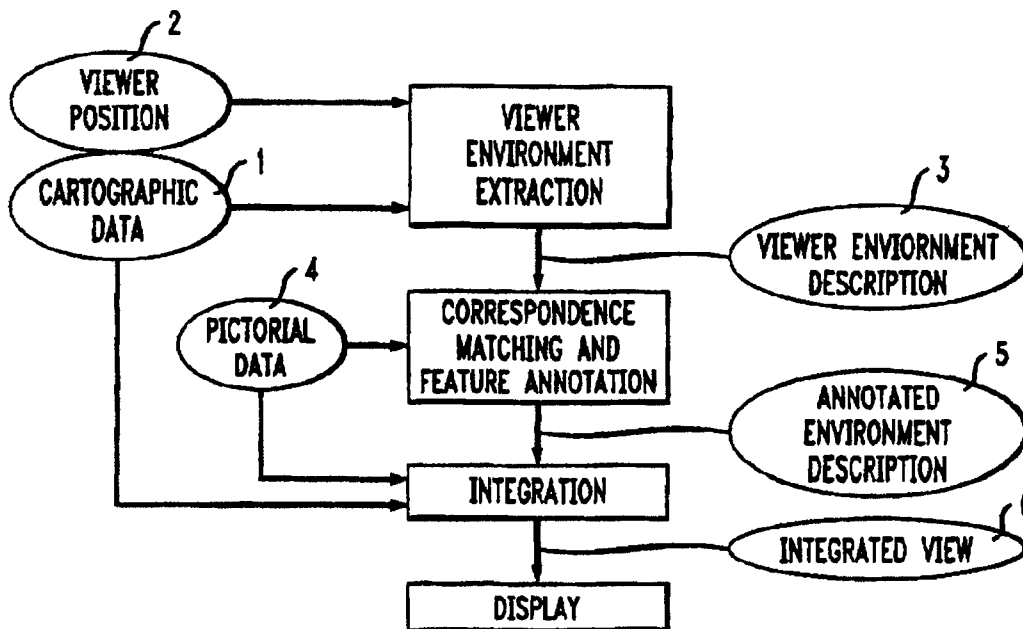 2
VIEWER
POSITION
1
CARTOGRAPHIC
DATA
VIEWER
ENVIRONMENT
EXTRACTION
3
VIEWER ENVIORNMENT
DESCRIPTION
4
PICTORIAL
DATA
CORRESPONDENCE
MATCHING AND
FEATURE ANNOTATION
5
ANNOTATED
ENVIRONMENT
DESCRIPTION
INTEGRATION
INTEGRATED VIEW
DISPLAY